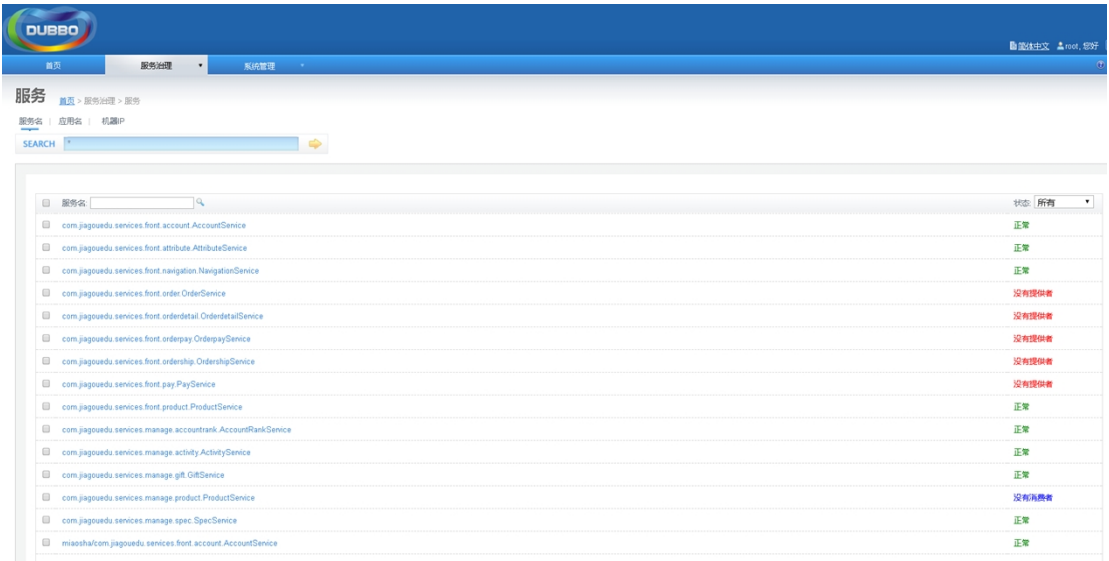 DUBBO
简体中文 root, 您好
首页 服务治理 系统管理
服务 首页 > 服务治理 > 服务
服务名 | 应用名 | 机器IP
SEARCH *
服务名: 状态: 所有
com.jiagouedu.services.front.account.AccountService 正常
com.jiagouedu.services.front.attribute.AttributeService 正常
com.jiagouedu.services.front.navigation.NavigationService 正常
com.jiagouedu.services.front.order.OrderService 没有提供者
com.jiagouedu.services.front.orderdetail.OrderdetailService 没有提供者
com.jiagouedu.services.front.orderpay.OrderpayService 没有提供者
com.jiagouedu.services.front.ordership.OrdershipService 没有提供者
com.jiagouedu.services.front.pay.PayService 没有提供者
com.jiagouedu.services.front.product.ProductService 正常
com.jiagouedu.services.manage.accountrank.AccountRankService 正常
com.jiagouedu.services.manage.activity.ActivityService 正常
com.jiagouedu.services.manage.gift.GiftService 正常
com.jiagouedu.services.manage.product.ProductService 没有消费者
com.jiagouedu.services.manage.spec.SpecService 正常
miaosha/com.jiagouedu.services.front.account.AccountService 正常